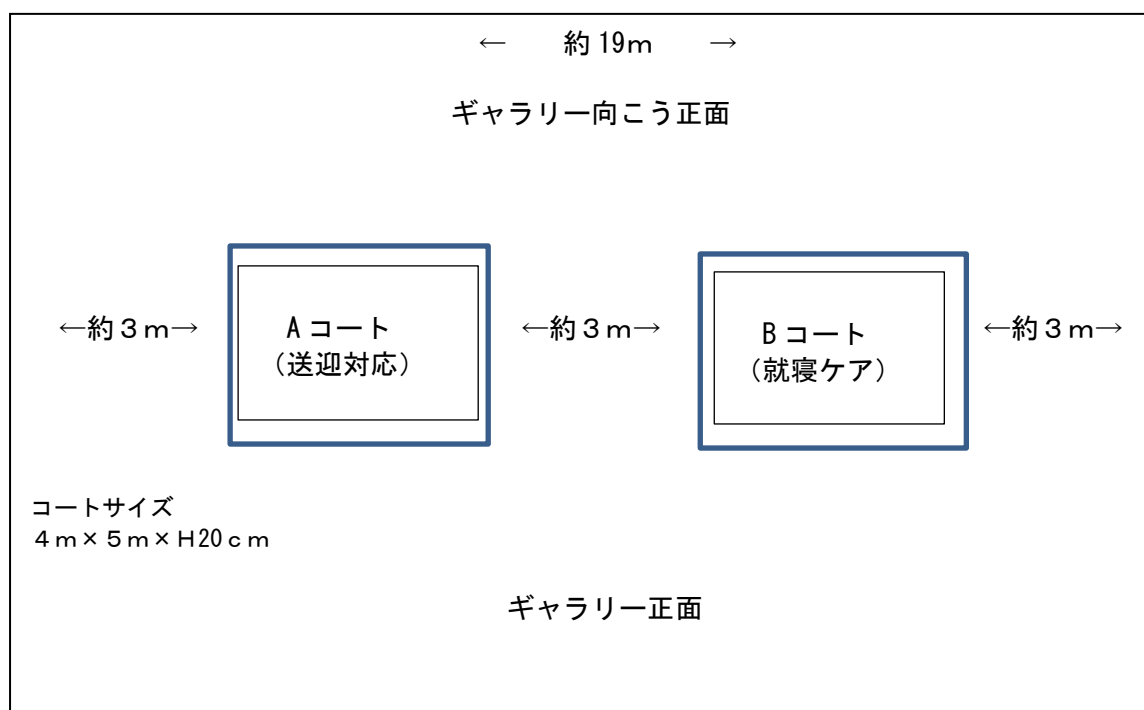 ← 約19ｍ →
ギャラリー向こう正面
←約３ｍ→
Aコート
(送迎対応)
←約３ｍ→
Bコート
(就寝ケア)
←約３ｍ→
コートサイズ
４ｍ×５ｍ×H20ｃｍ
ギャラリー正面